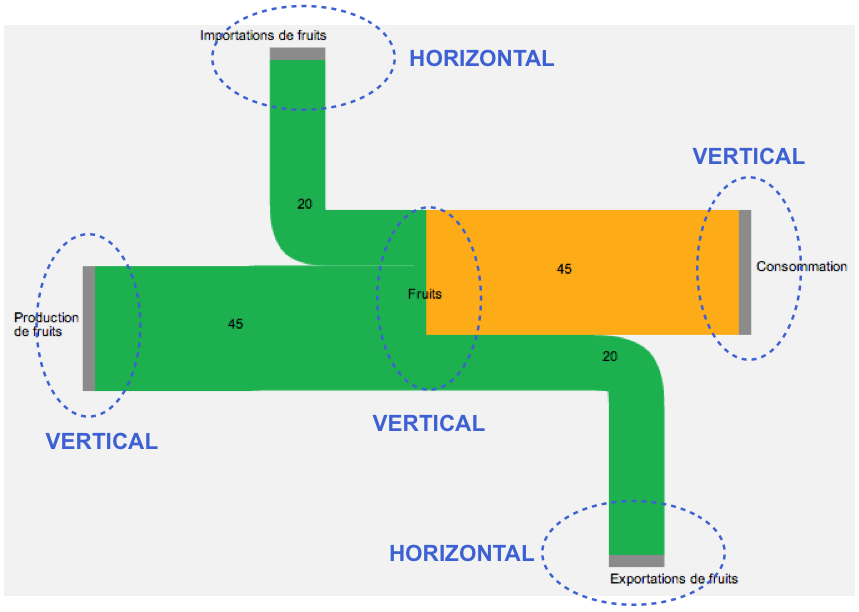 Importations de fruits
HORIZONTAL
VERTICAL
20
Consommation
45
Fruits
Production
de fruits
45
20
VERTICAL
VERTICAL
HORIZONTAL
Exportations de fruits